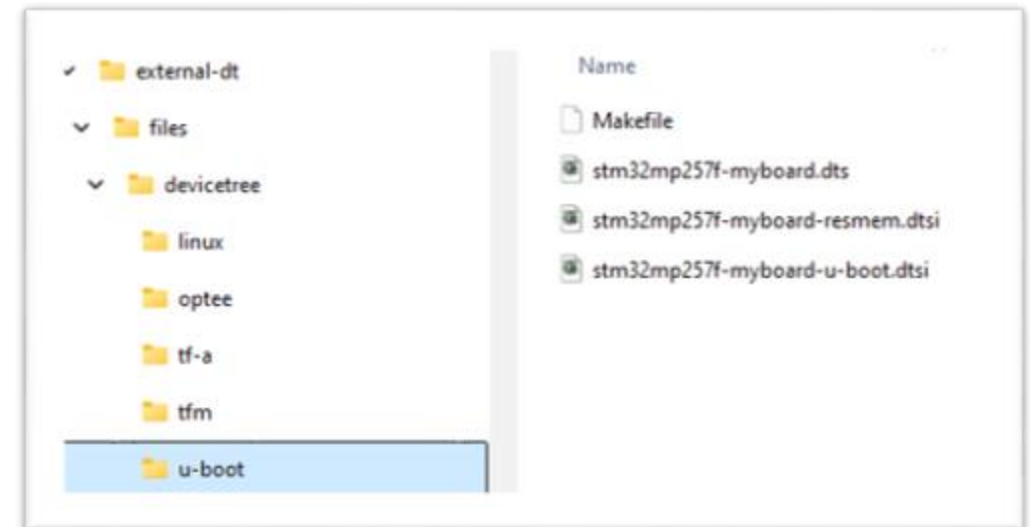 external-dt
files
devicetree
linux
optee
tf-a
tfm
u-boot
Name
Makefile
stm32mp257f-myboard.dts
stm32mp257f-myboard-resmem.dtsi
stm32mp257f-myboard-u-boot.dtsi